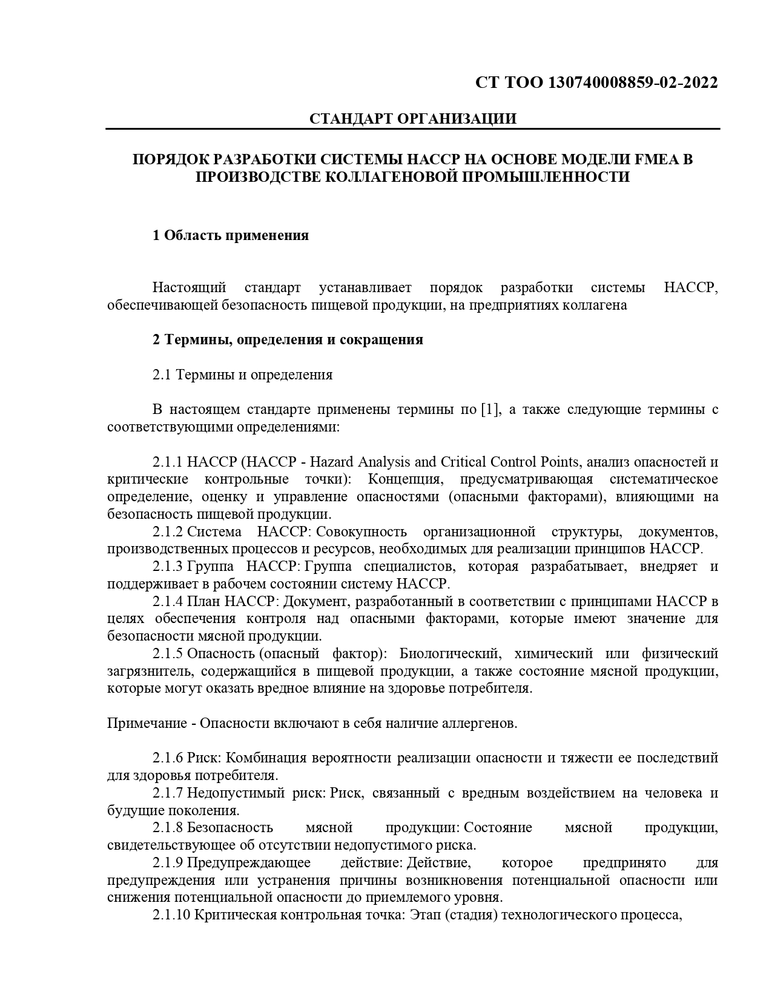 СТ ТОО 130740008859-02-2022
СТАНДАРТ ОРГАНИЗАЦИИ
ПОРЯДОК РАЗРАБОТКИ СИСТЕМЫ НАССР НА ОСНОВЕ МОДЕЛИ FMEA В
ПРОИЗВОДСТВЕ КОЛЛАГЕНОВОЙ ПРОМЫШЛЕННОСТИ
1 Область применения
Настоящий стандарт устанавливает порядок разработки системы НАССР,
обеспечивающей безопасность пищевой продукции, на предприятиях коллагена
2 Термины, определения и сокращения
2.1 Термины и определения
В настоящем стандарте применены термины по [1], а также следующие термины с
соответствующими определениями:
2.1.1 НАССР (НАССР - Hazard Analysis and Critical Control Points, анализ опасностей и
критические контрольные точки): Концепция, предусматривающая систематическое
определение, оценку и управление опасностями (опасными факторами), влияющими на
безопасность пищевой продукции.
2.1.2 Система НАССР: Совокупность организационной структуры, документов,
производственных процессов и ресурсов, необходимых для реализации принципов НАССР.
2.1.3 Группа НАССР: Группа специалистов, которая разрабатывает, внедряет и
поддерживает в рабочем состоянии систему НАССР.
2.1.4 План НАССР: Документ, разработанный в соответствии с принципами НАССР в
целях обеспечения контроля над опасными факторами, которые имеют значение для
безопасности мясной продукции.
2.1.5 Опасность (опасный фактор): Биологический, химический или физический
загрязнитель, содержащийся в пищевой продукции, а также состояние мясной продукции,
которые могут оказать вредное влияние на здоровье потребителя.
Примечание - Опасности включают в себя наличие аллергенов.
2.1.6 Риск: Комбинация вероятности реализации опасности и тяжести ее последствий
для здоровья потребителя.
2.1.7 Недопустимый риск: Риск, связанный с вредным воздействием на человека и
будущие поколения.
2.1.8 Безопасность мясной продукции: Состояние мясной продукции,
свидетельствующее об отсутствии недопустимого риска.
2.1.9 Предупреждающее действие: Действие, которое предпринято для
предупреждения или устранения причины возникновения потенциальной опасности или
снижения потенциальной опасности до приемлемого уровня.
2.1.10 Критическая контрольная точка: Этап (стадия) технологического процесса,